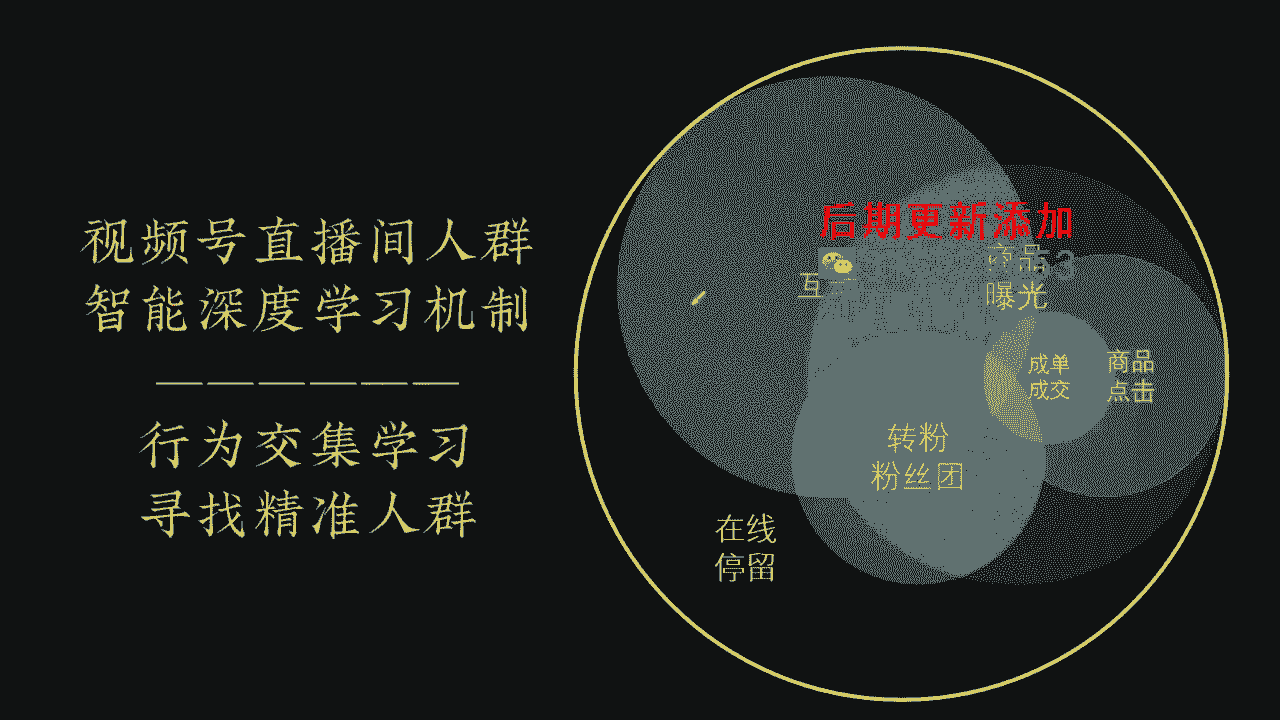 视频号直播间人群
智能深度学习机制
行为交集学习
寻找精准人群
后期更新添加
互
商品
曝光
成单
成交
商品
点击
转粉
粉丝团
在线
停留